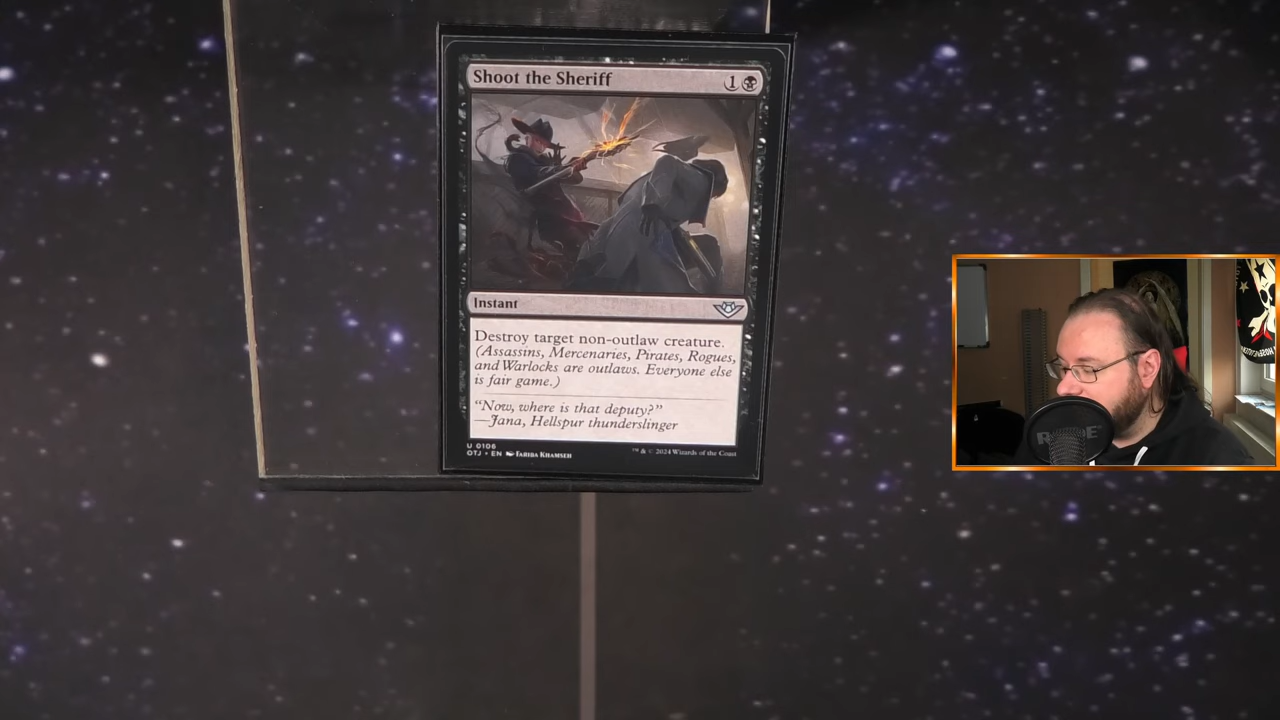 Shoot the Sheriff 1
Instant
Destroy target non-outlaw creature.
(Assassins, Mercenaries, Pirates, Rogues,
and Warlocks are outlaws. Everyone else
is fair game.)
“Now, where is that deputy?”
—Jana, Hellspur thunderslinger
U 0106
OTJ • EN FARIBA KHAMSEH
™ & © 2024 Wizards of the Coast
RØDE